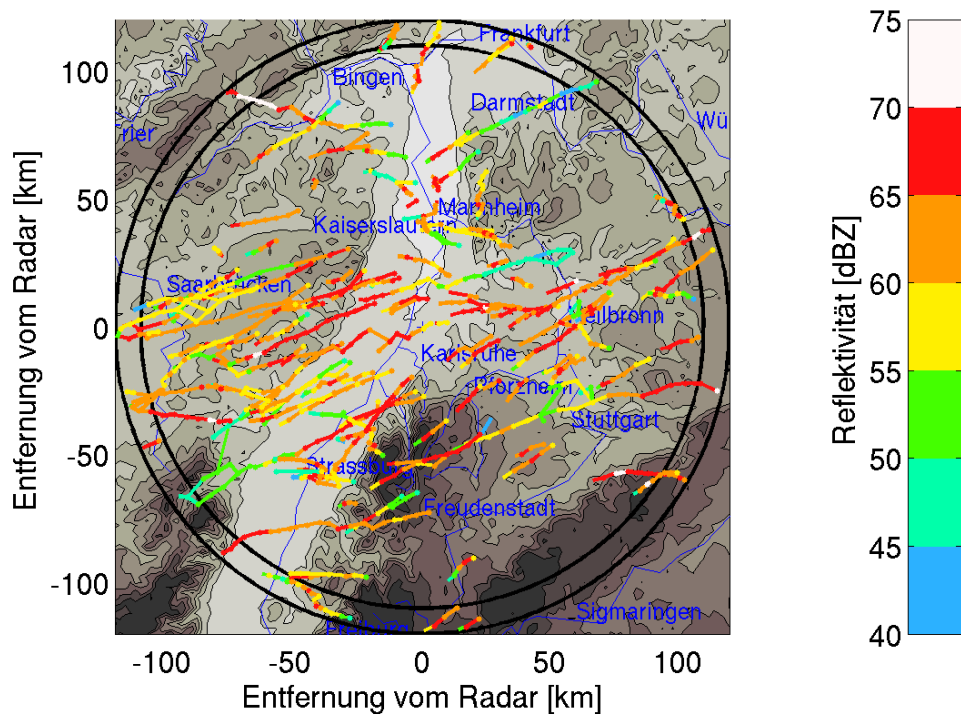 Frankfurt
Bingen
Darmstadt
rier
Wü
Mannheim
Kaiserslautern
Saarbrücken
Heilbronn
Karlsruhe
Pforzheim
Stuttgart
Strassburg
Freudenstadt
Sigmaringen
Freiburg
100
50
0
-50
-100
Entfernung vom Radar [km]
-100
-50
0
50
100
Entfernung vom Radar [km]
75
70
65
60
55
50
45
40
Reflektivität [dBZ]